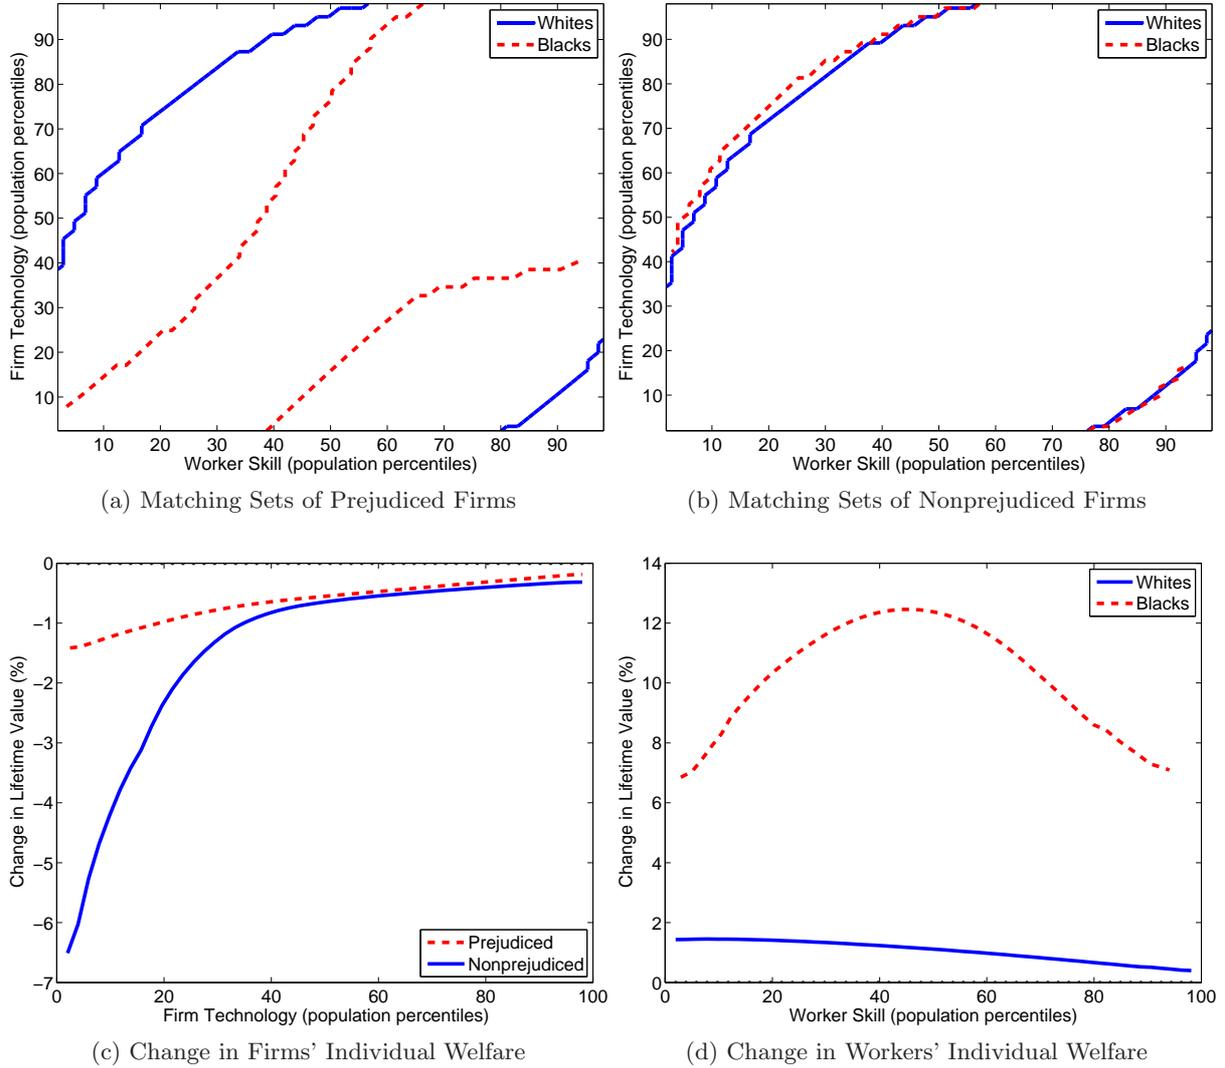 90
80
70
60
50
40
30
20
10
Firm Technology (population percentiles)
10 20 30 40 50 60 70 80 90
Worker Skill (population percentiles)
Whites
Blacks
(a) Matching Sets of Prejudiced Firms
90
80
70
60
50
40
30
20
10
Firm Technology (population percentiles)
10 20 30 40 50 60 70 80 90
Worker Skill (population percentiles)
Whites
Blacks
(b) Matching Sets of Nonprejudiced Firms
0
−1
−2
−3
−4
−5
−6
−7
Change in Lifetime Value (%)
0 20 40 60 80 100
Firm Technology (population percentiles)
Prejudiced
Nonprejudiced
(c) Change in Firms' Individual Welfare
14
12
10
8
6
4
2
0
Change in Lifetime Value (%)
0 20 40 60 80 100
Worker Skill (population percentiles)
Whites
Blacks
(d) Change in Workers' Individual Welfare